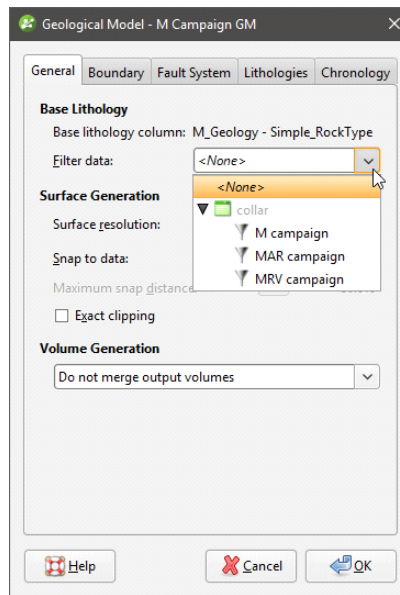 Geological Model - M Campaign GM
General Boundary Fault System Lithologies Chronology
Base Lithology
Base lithology column: M_Geology - Simple_RockType
Filter data: <None>
<None>
Surface Generation
collar
Surface resolution:
M campaign
Snap to data:
MAR campaign
Maximum snap distance
MRV campaign
Exact clipping
Volume Generation
Do not merge output volumes
Help Cancel OK